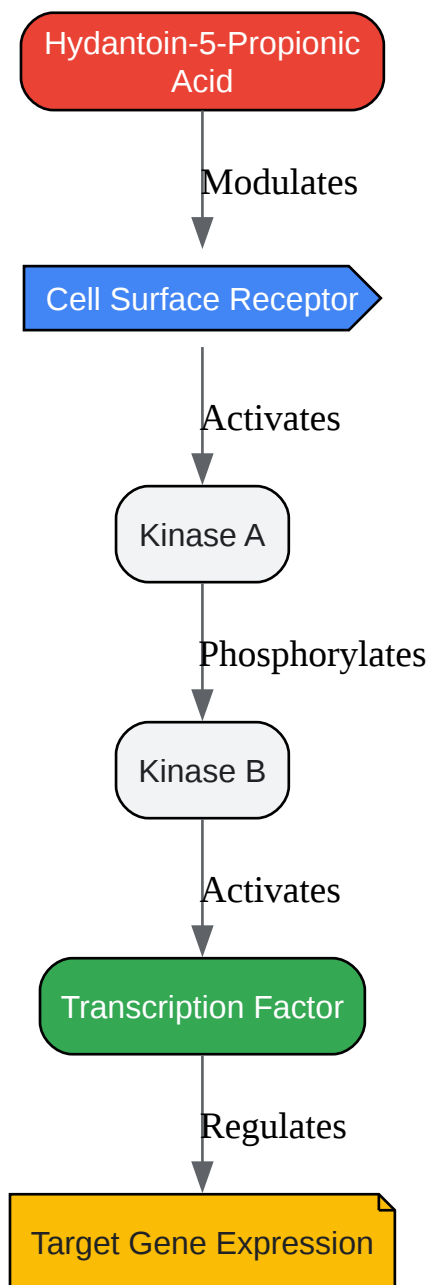 Hydantoin-5-Propionic
Acid
Modulates
Cell Surface Receptor
Activates
Kinase A
Phosphorylates
Kinase B
Activates
Transcription Factor
Regulates
Target Gene Expression